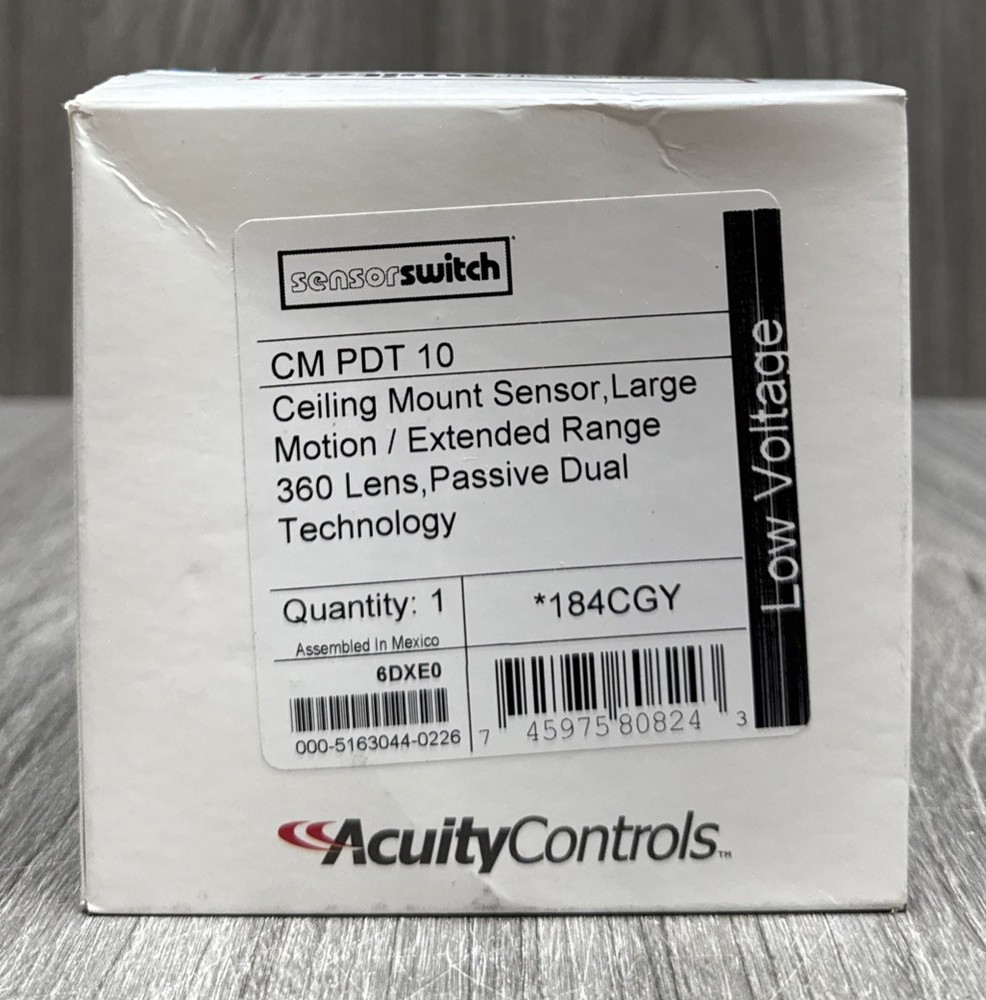 sensorswitch
CM PDT 10
Ceiling Mount Sensor,Large
Motion / Extended Range
360 Lens,Passive Dual
Technology
Low Voltage
Quantity: 1
*184CGY
Assembled In Mexico
6DXE0
000-5163044-0226
7 45975 80824 3
AcuityControls™